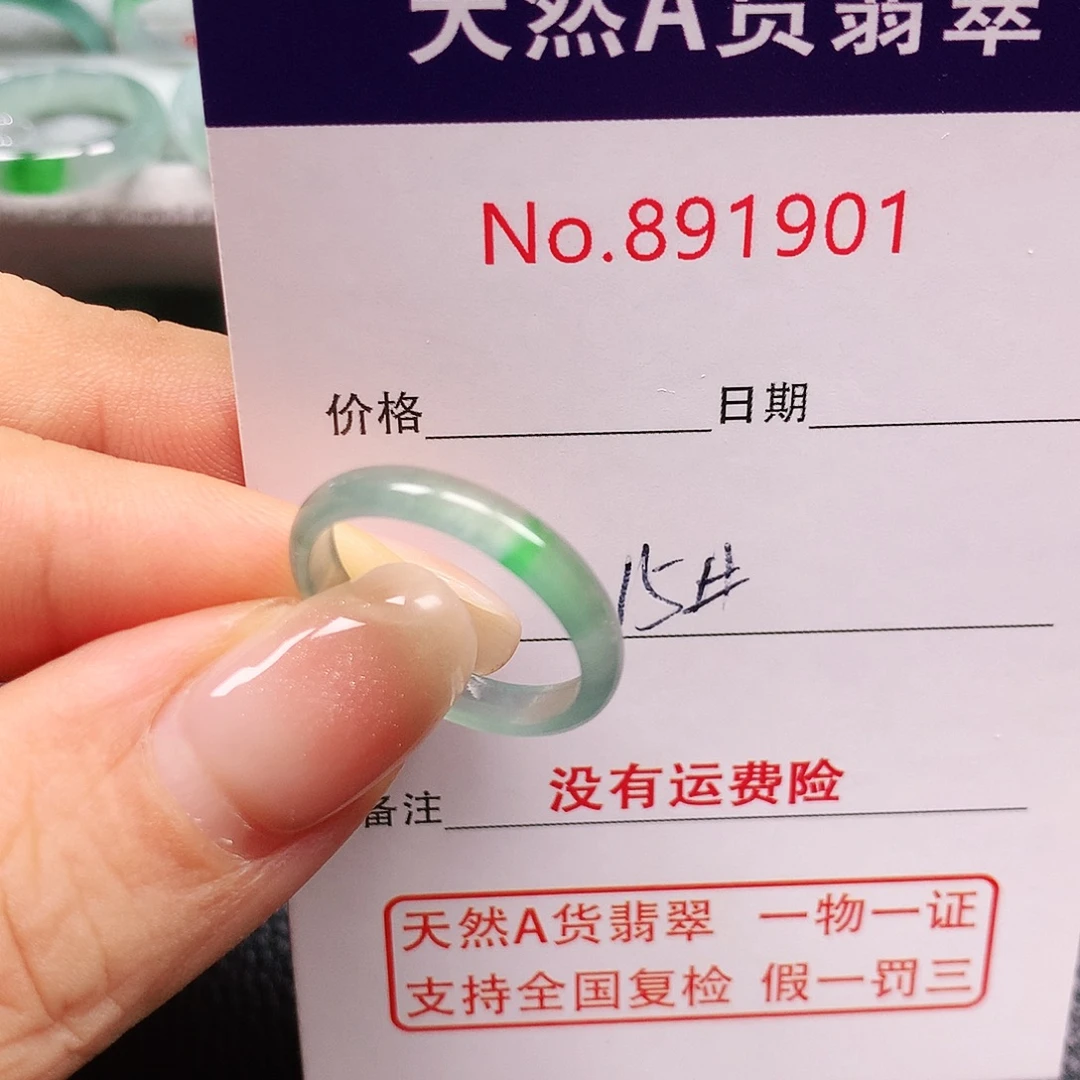 天然A货翡翠
No.891901
价格 日期
15#
备注 没有运费险
天然A货翡翠 一物一证
支持全国复检 假一罚三